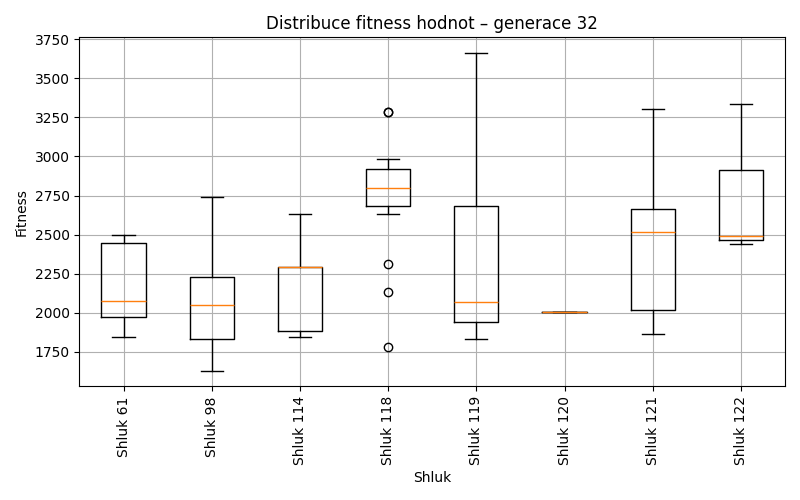 Distribuce fitness hodnot – generace 32
Fitness
3750
3500
3250
3000
2750
2500
2250
2000
1750
Shluk 61
Shluk 98
Shluk 114
Shluk 118
Shluk 119
Shluk 120
Shluk 121
Shluk 122
Shluk